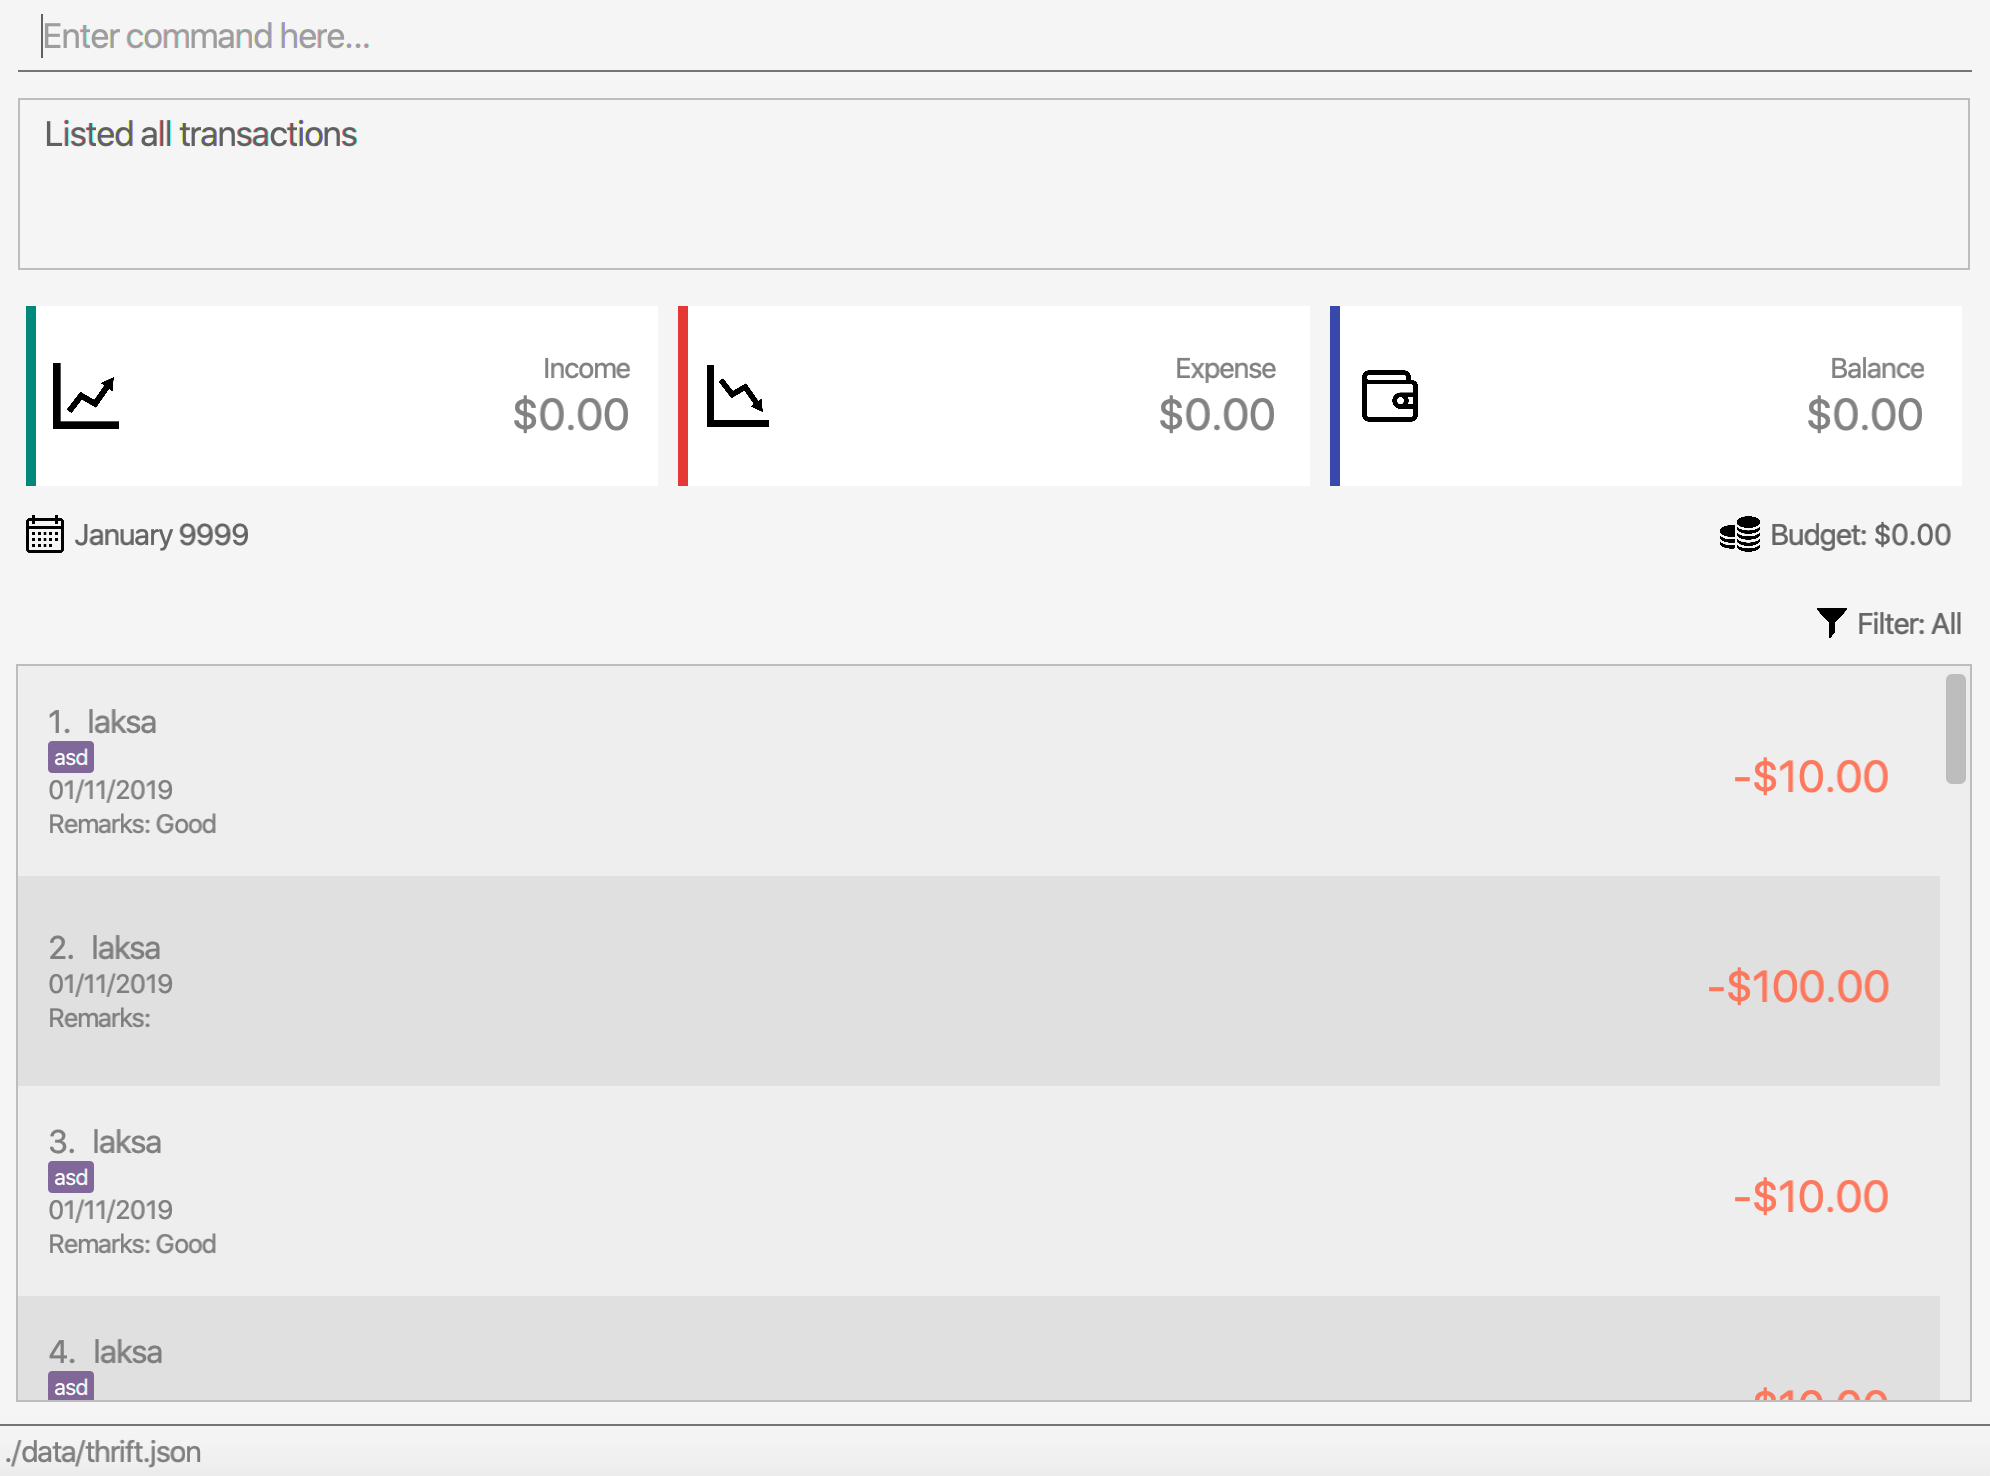 Enter command here...
Listed all transactions
Income
$0.00
Expense
$0.00
Balance
$0.00
January 9999
Budget: $0.00
Filter: All
1. laksa
asd
01/11/2019
Remarks: Good
-$10.00
2. laksa
01/11/2019
Remarks:
-$100.00
3. laksa
asd
01/11/2019
Remarks: Good
-$10.00
4. laksa
asd
./data/thrift.json